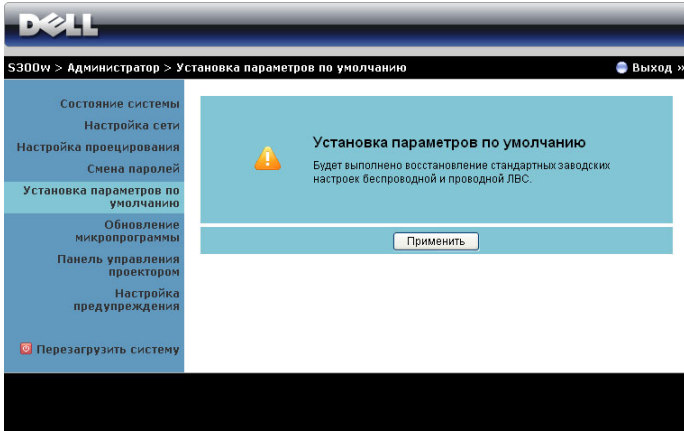 DELL
S300w > Администратор > Установка параметров по умолчанию
Выход »
Состояние системы
Настройка сети
Настройка проецирования
Смена паролей
Установка параметров по
умолчанию
Обновление
микропрограммы
Панель управления
проектором
Настройка
предупреждения
Перезагрузить систему
Установка параметров по умолчанию
Будет выполнено восстановление стандартных заводских
настроек беспроводной и проводной ЛВС.
Применить